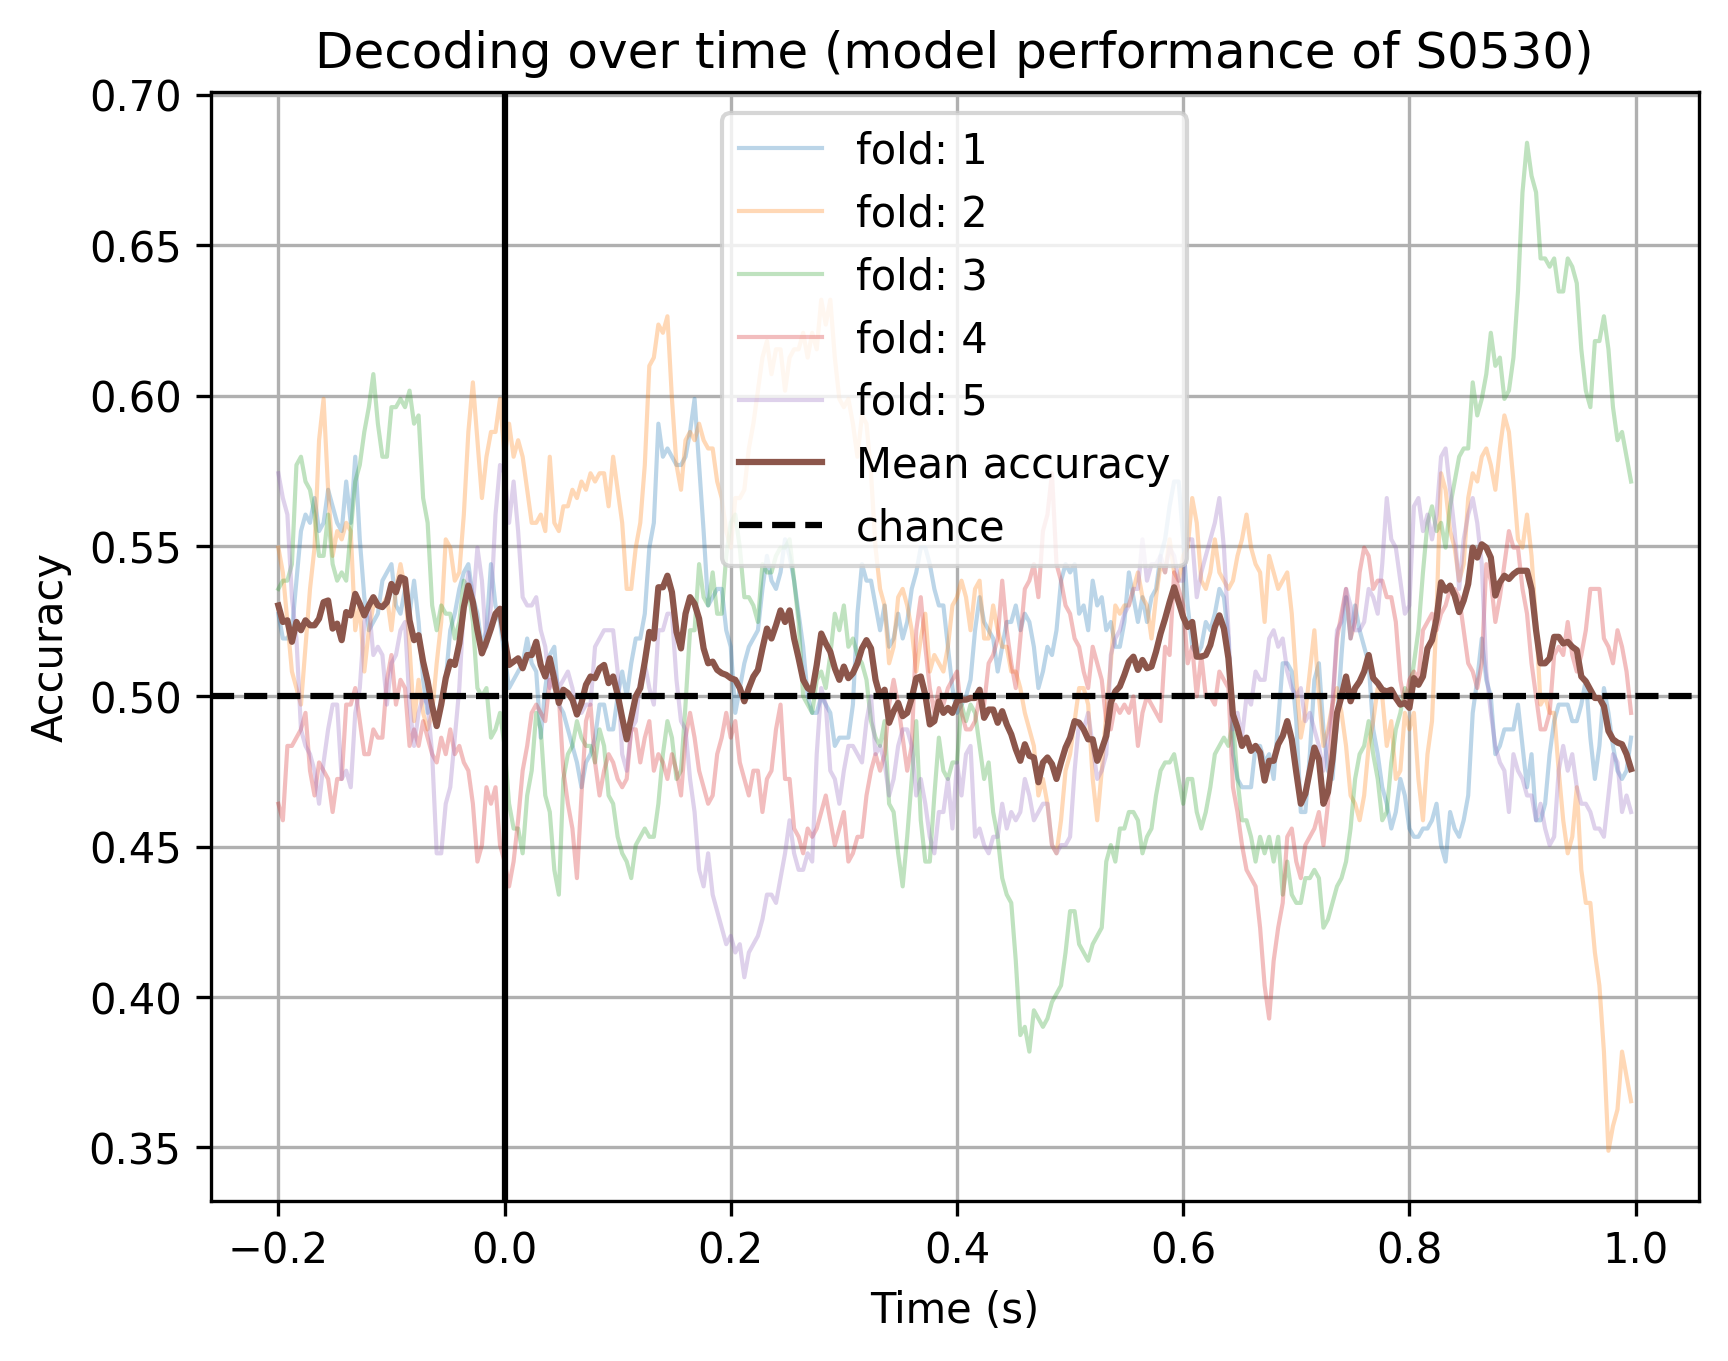 Decoding over time (model performance of S0530)
0.70
0.65
0.60
0.55
0.50
0.45
0.40
0.35
Accuracy
fold: 1
fold: 2
fold: 3
fold: 4
fold: 5
Mean accuracy
chance
−0.2 0.0 0.2 0.4 0.6 0.8 1.0
Time (s)